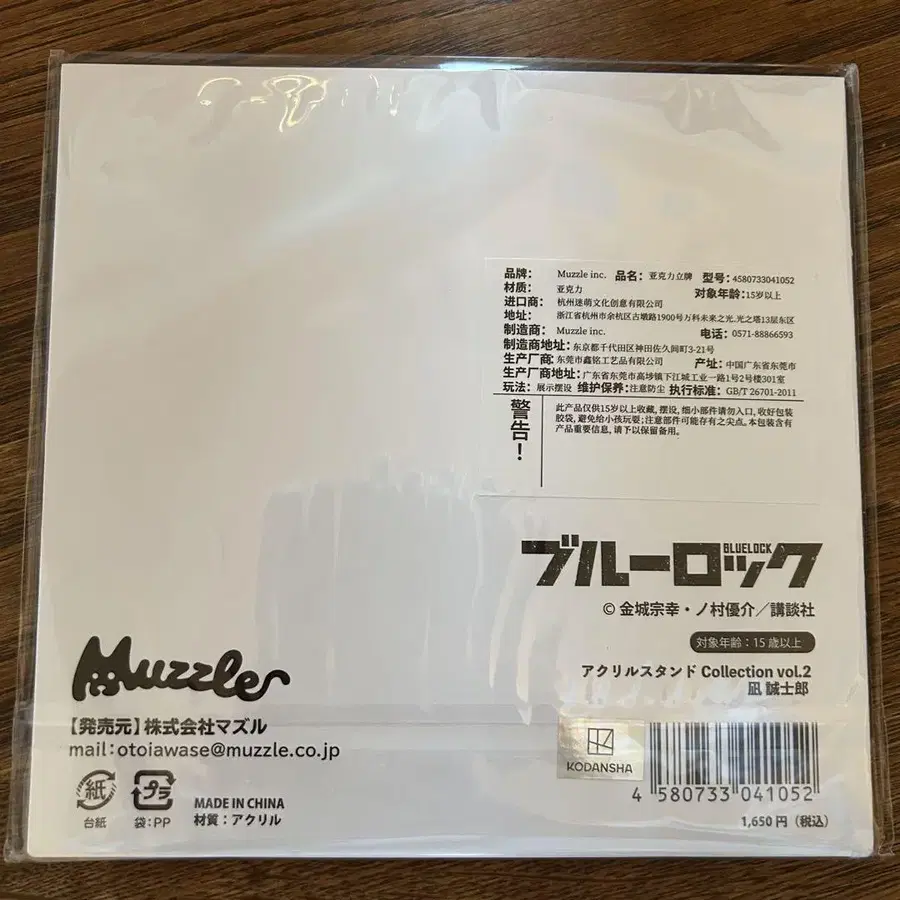 品牌： Muzzle inc. 品名： 亚克力立牌 型号： 4580733041052
材质： 亚克力 对象年龄：15岁以上
进口商： 杭州迷萌文化创意有限公司
地址： 浙江省杭州市余杭区古墩路1900号万科未来之光.光之塔13层东区
制造商： Muzzle inc. 电话： 0571-88866593
制造商地址：东京都千代田区神田佐久间町3-21号
生产厂商：东莞市鑫铭工艺品有限公司 产址： 中国广东省东莞市
生产厂商地址：广东省东莞市高埗镇下江城工业一路1号2号楼301室
玩法： 展示摆设 维护保养：注意防尘 执行标准： GB/T 26701-2011
警告！
此产品仅供15岁以上收藏, 摆设, 细小部件请勿入口, 收好包装
胶袋, 避免给小孩玩耍; 注意部件可能存有之尖点. 本包装含有
产品重要信息, 请予以保留备用。
ブルーロック
BLUELOCK
© 金城宗幸・ノ村優介／講談社
対象年齢：15歳以上
アクリルスタンド Collection vol.2
凪 誠士郎
Muzzle
【発売元】株式会社マズル
mail：otoiawase@muzzle.co.jp
紙
台紙
プラ
袋：PP
MADE IN CHINA
材質：アクリル
KODANSHA
4 580733 041052
1,650円（税込）